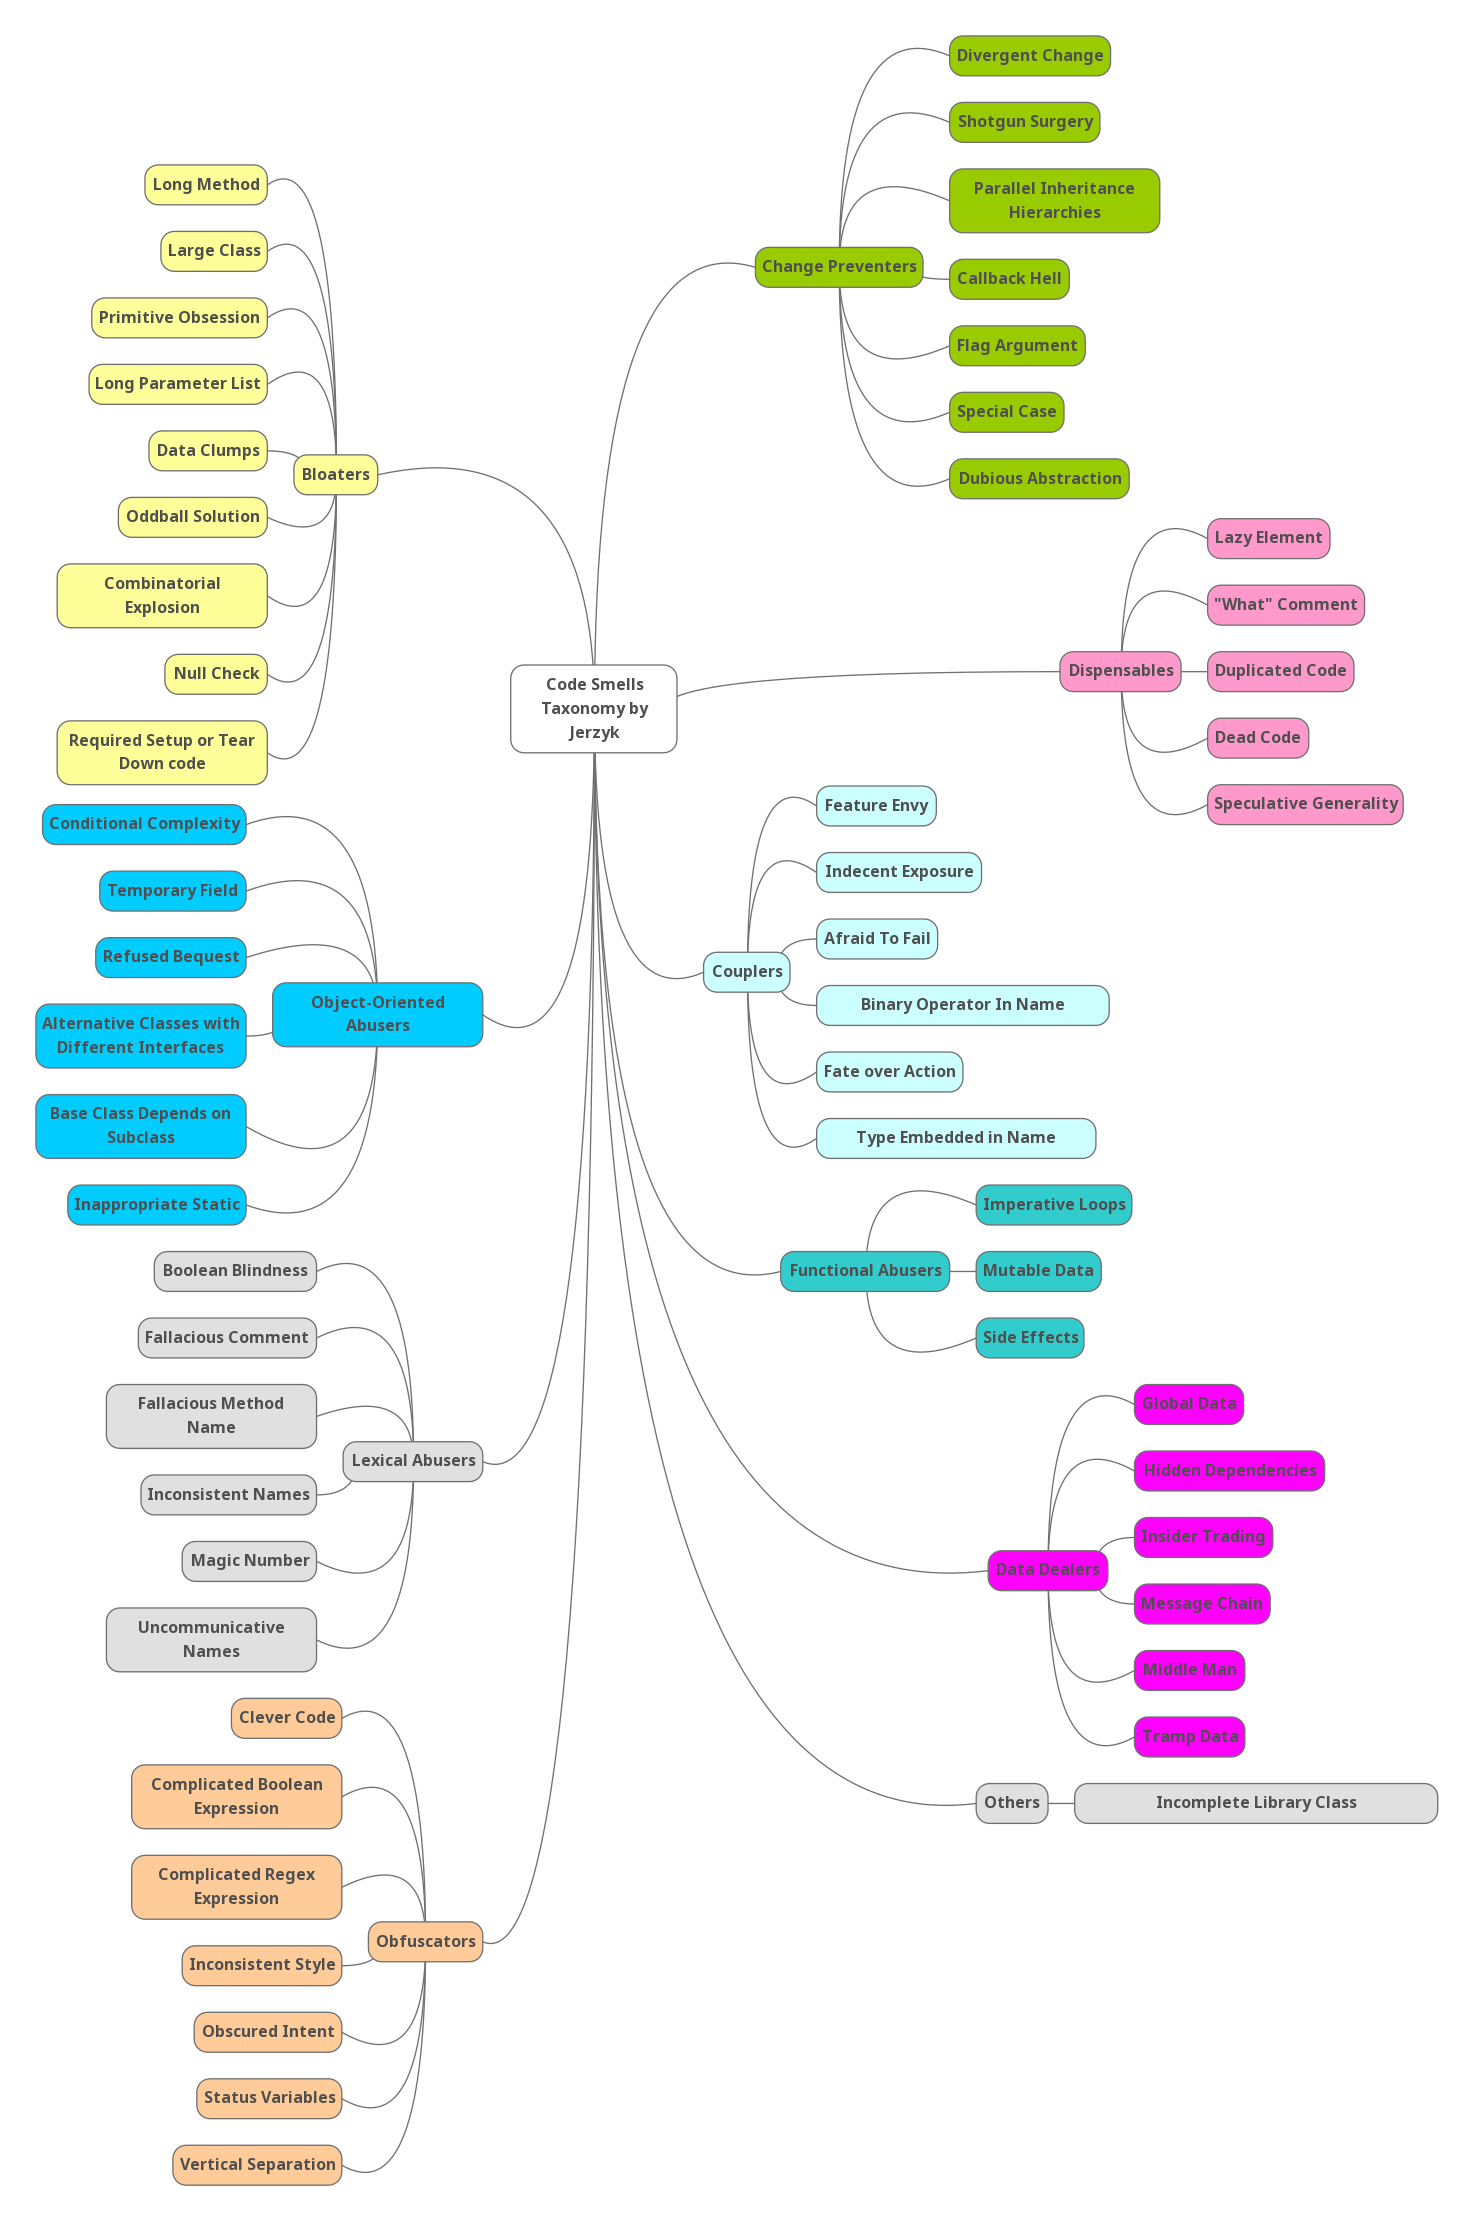 Code Smells
Taxonomy by
Jerzyk
Bloaters
Long Method
Large Class
Primitive Obsession
Long Parameter List
Data Clumps
Oddball Solution
Combinatorial
Explosion
Null Check
Required Setup or Tear
Down code
Object-Oriented
Abusers
Conditional Complexity
Temporary Field
Refused Bequest
Alternative Classes with
Different Interfaces
Base Class Depends on
Subclass
Inappropriate Static
Lexical Abusers
Boolean Blindness
Fallacious Comment
Fallacious Method
Name
Inconsistent Names
Magic Number
Uncommunicative
Names
Obfuscators
Clever Code
Complicated Boolean
Expression
Complicated Regex
Expression
Inconsistent Style
Obscured Intent
Status Variables
Vertical Separation
Change Preventers
Divergent Change
Shotgun Surgery
Parallel Inheritance
Hierarchies
Callback Hell
Flag Argument
Special Case
Dubious Abstraction
Dispensables
Lazy Element
"What" Comment
Duplicated Code
Dead Code
Speculative Generality
Couplers
Feature Envy
Indecent Exposure
Afraid To Fail
Binary Operator In Name
Fate over Action
Type Embedded in Name
Functional Abusers
Imperative Loops
Mutable Data
Side Effects
Data Dealers
Global Data
Hidden Dependencies
Insider Trading
Message Chain
Middle Man
Tramp Data
Others
Incomplete Library Class